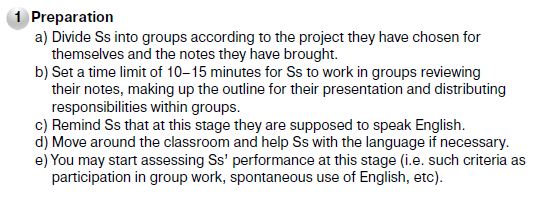 1 Preparation
a) Divide Ss into groups according to the project they have chosen for
themselves and the notes they have brought.
b) Set a time limit of 10–15 minutes for Ss to work in groups reviewing
their notes, making up the outline for their presentation and distributing
responsibilities within groups.
c) Remind Ss that at this stage they are supposed to speak English.
d) Move around the classroom and help Ss with the language if necessary.
e) You may start assessing Ss’ performance at this stage (i.e. such criteria as
participation in group work, spontaneous use of English, etc).